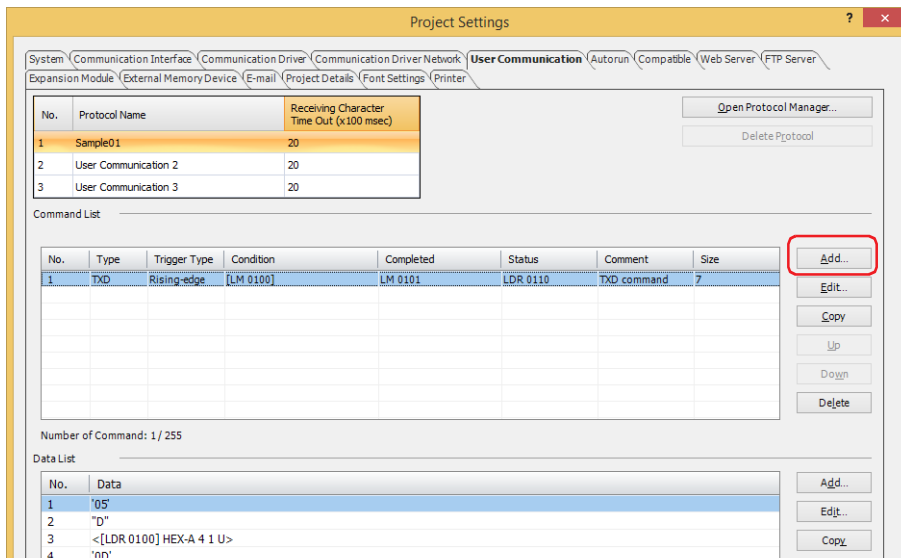 Project Settings
? ×
System Communication Interface Communication Driver Communication Driver Network User Communication Autorun Compatible Web Server FTP Server
Expansion Module External Memory Device E-mail Project Details Font Settings Printer
No. Protocol Name Receiving Character Time Out (x100 msec)
1 Sample01 20
2 User Communication 2 20
3 User Communication 3 20
Open Protocol Manager...
Delete Protocol
Command List
No. Type Trigger Type Condition Completed Status Comment Size
1 TXD Rising-edge [LM 0100] LM 0101 LDR 0110 TXD command 7
Add...
Edit...
Copy
Up
Down
Delete
Number of Command: 1 / 255
Data List
No. Data
1 '05'
2 "D"
3 <[LDR 0100] HEX-A 4 1 U>
4 '0D'
Add...
Edit...
Copy